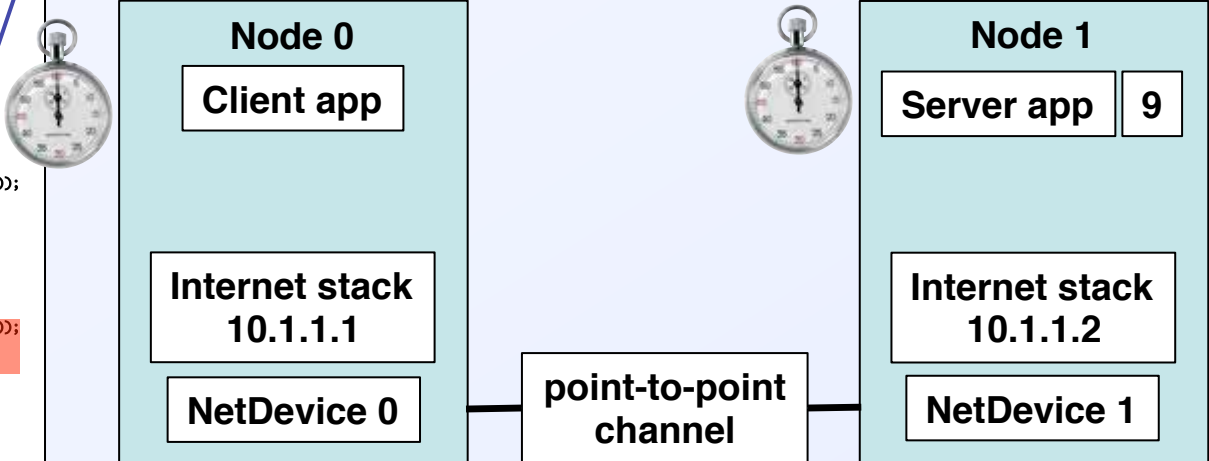 Node 0
Client app
));
Internet stack
10.1.1.1
));
NetDevice 0
point-to-point
channel
Node 1
Server app
9
Internet stack
10.1.1.2
NetDevice 1